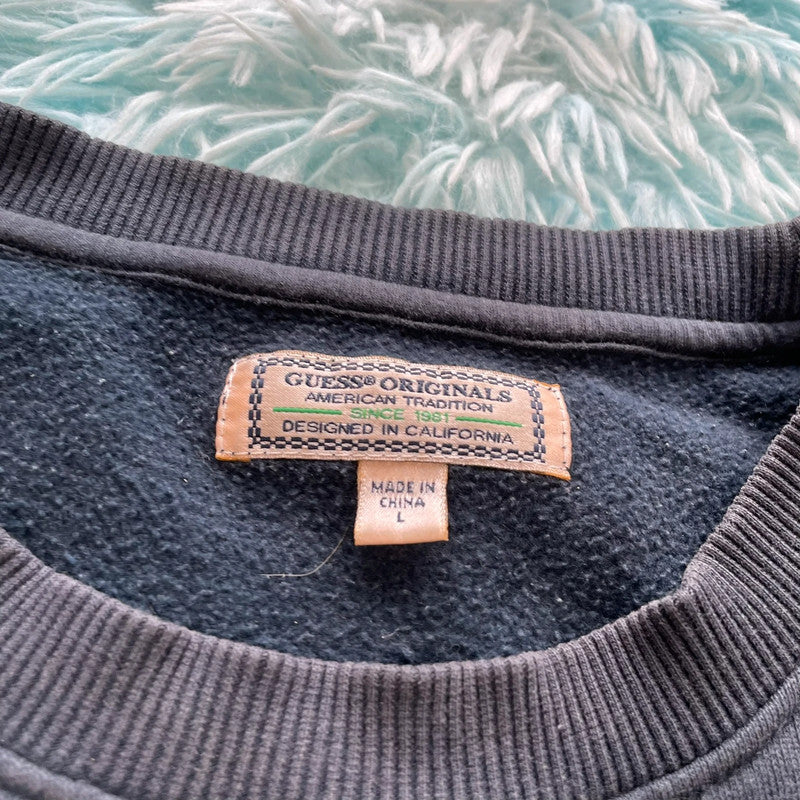 GUESS® ORIGINALS
AMERICAN TRADITION
SINCE 1981
DESIGNED IN CALIFORNIA
MADE IN
CHINA
L